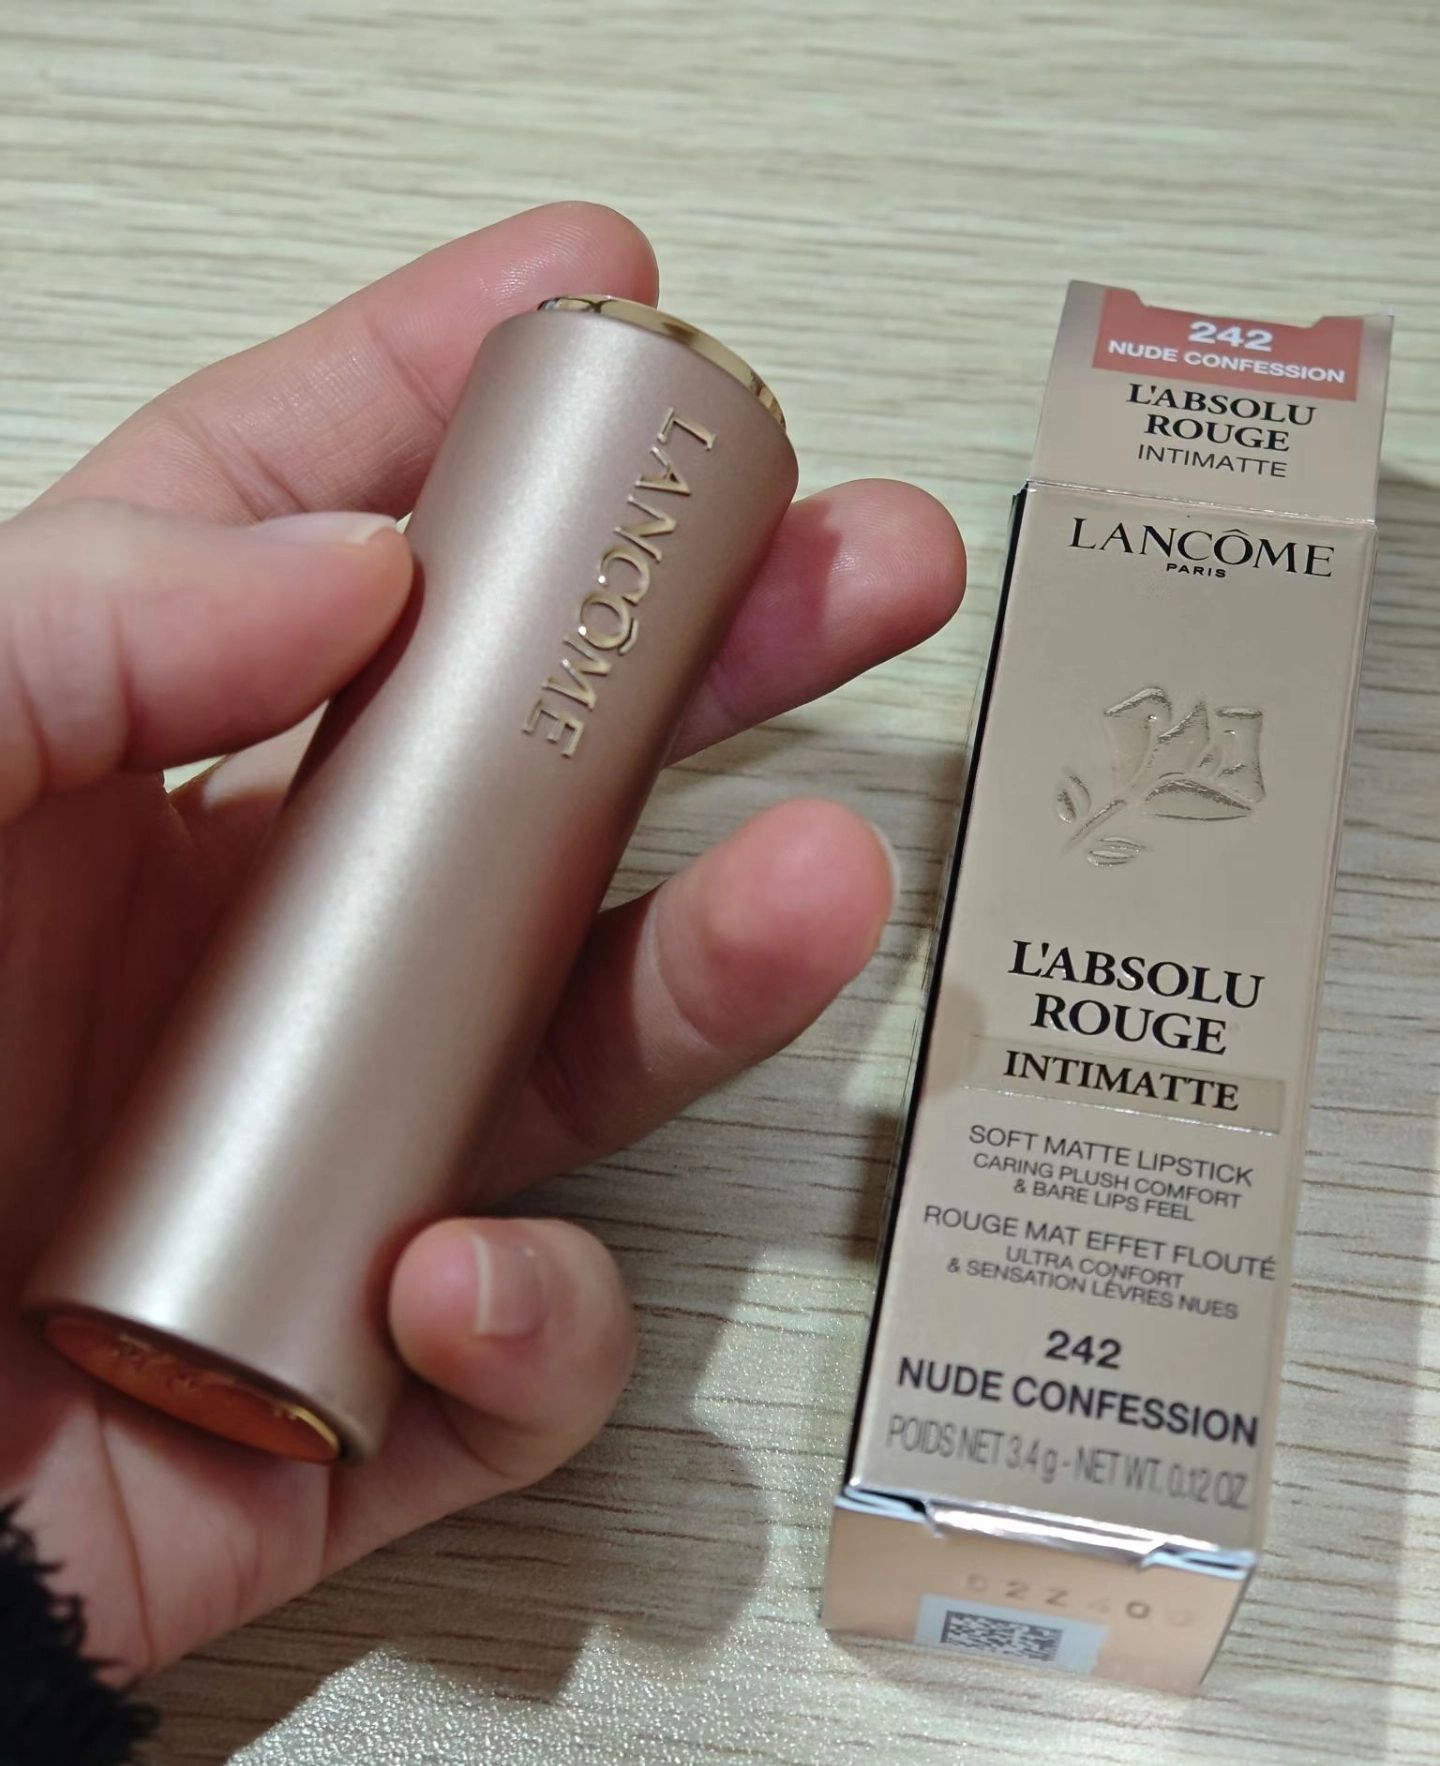 LANCÔME
242
NUDE CONFESSION
L'ABSOLU
ROUGE
INTIMATTE
LANCÔME
PARIS
L'ABSOLU
ROUGE
INTIMATTE
SOFT MATTE LIPSTICK
CARING PLUSH COMFORT
& BARE LIPS FEEL
ROUGE MAT EFFET FLOUTÉ
ULTRA CONFORT
& SENSATION LÈVRES NUES
242
NUDE CONFESSION
POIDS NET 3.4 g - NET WT. 0.12 OZ.